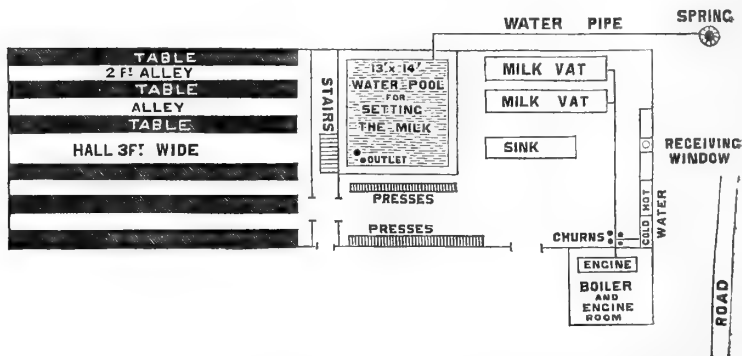 WATER PIPE
SPRING
TABLE
2 FT ALLEY
TABLE
ALLEY
TABLE
HALL 3FT WIDE
STAIRS
13'x 14'
WATER POOL
FOR
SETTING
THE MILK
OUTLET
PRESSES
PRESSES
MILK VAT
MILK VAT
SINK
RECEIVING
WINDOW
HOT
COLD
WATER
CHURNS
ENGINE
BOILER
AND
ENGINE
ROOM
ROAD